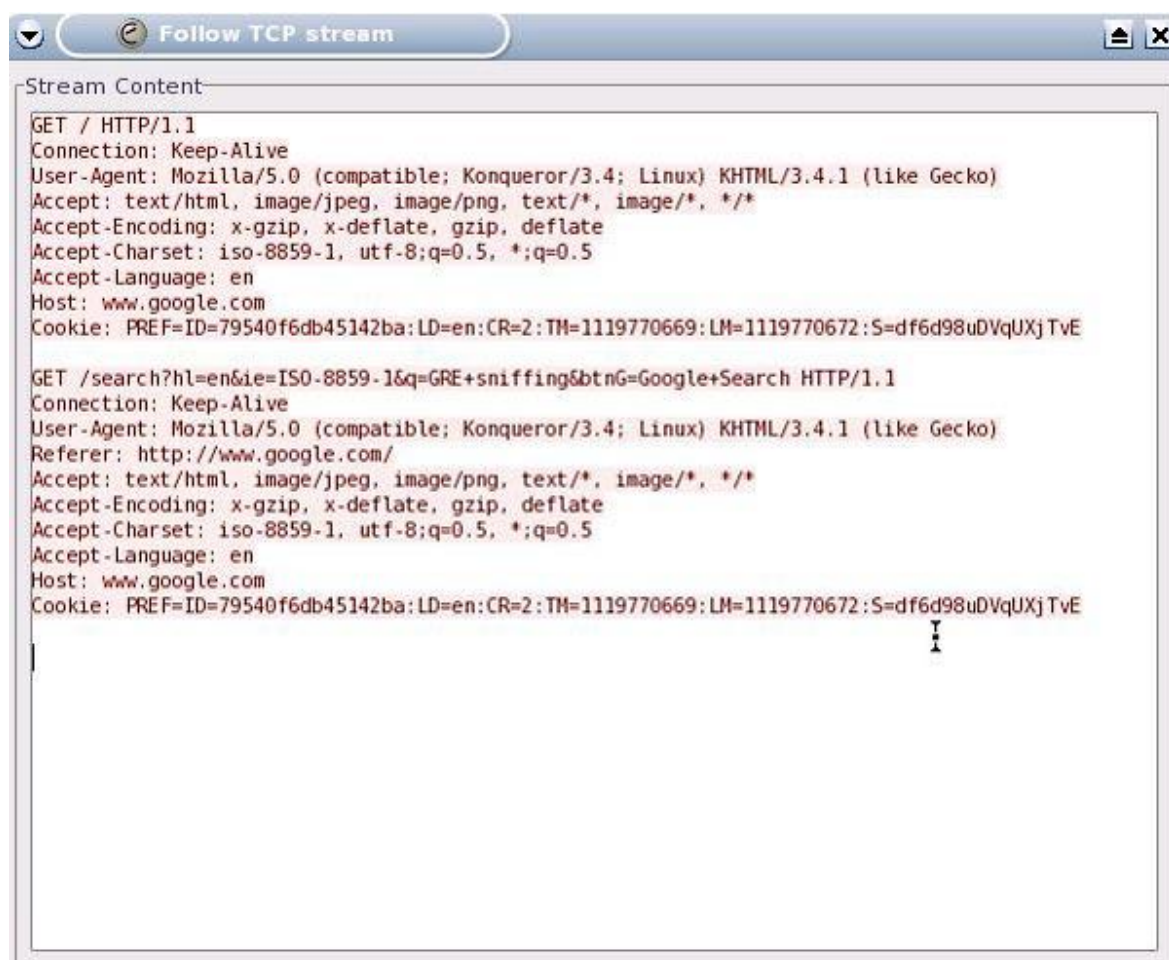 Follow TCP stream
Stream Content
GET / HTTP/1.1
Connection: Keep-Alive
User-Agent: Mozilla/5.0 (compatible; Konqueror/3.4; Linux) KHTML/3.4.1 (like Gecko)
Accept: text/html, image/jpeg, image/png, text/*, image/*, */*
Accept-Encoding: x-gzip, x-deflate, gzip, deflate
Accept-Charset: iso-8859-1, utf-8;q=0.5, *;q=0.5
Accept-Language: en
Host: www.google.com
Cookie: PREF=ID=79540f6db45142ba:LD=en:CR=2:TM=1119770669:LM=1119770672:S=df6d98uDVqUXjTvE
GET /search?hl=en&ie=ISO-8859-1&q=GRE+sniffing&btnG=Google+Search HTTP/1.1
Connection: Keep-Alive
User-Agent: Mozilla/5.0 (compatible; Konqueror/3.4; Linux) KHTML/3.4.1 (like Gecko)
Referer: http://www.google.com/
Accept: text/html, image/jpeg, image/png, text/*, image/*, */*
Accept-Encoding: x-gzip, x-deflate, gzip, deflate
Accept-Charset: iso-8859-1, utf-8;q=0.5, *;q=0.5
Accept-Language: en
Host: www.google.com
Cookie: PREF=ID=79540f6db45142ba:LD=en:CR=2:TM=1119770669:LM=1119770672:S=df6d98uDVqUXjTvE